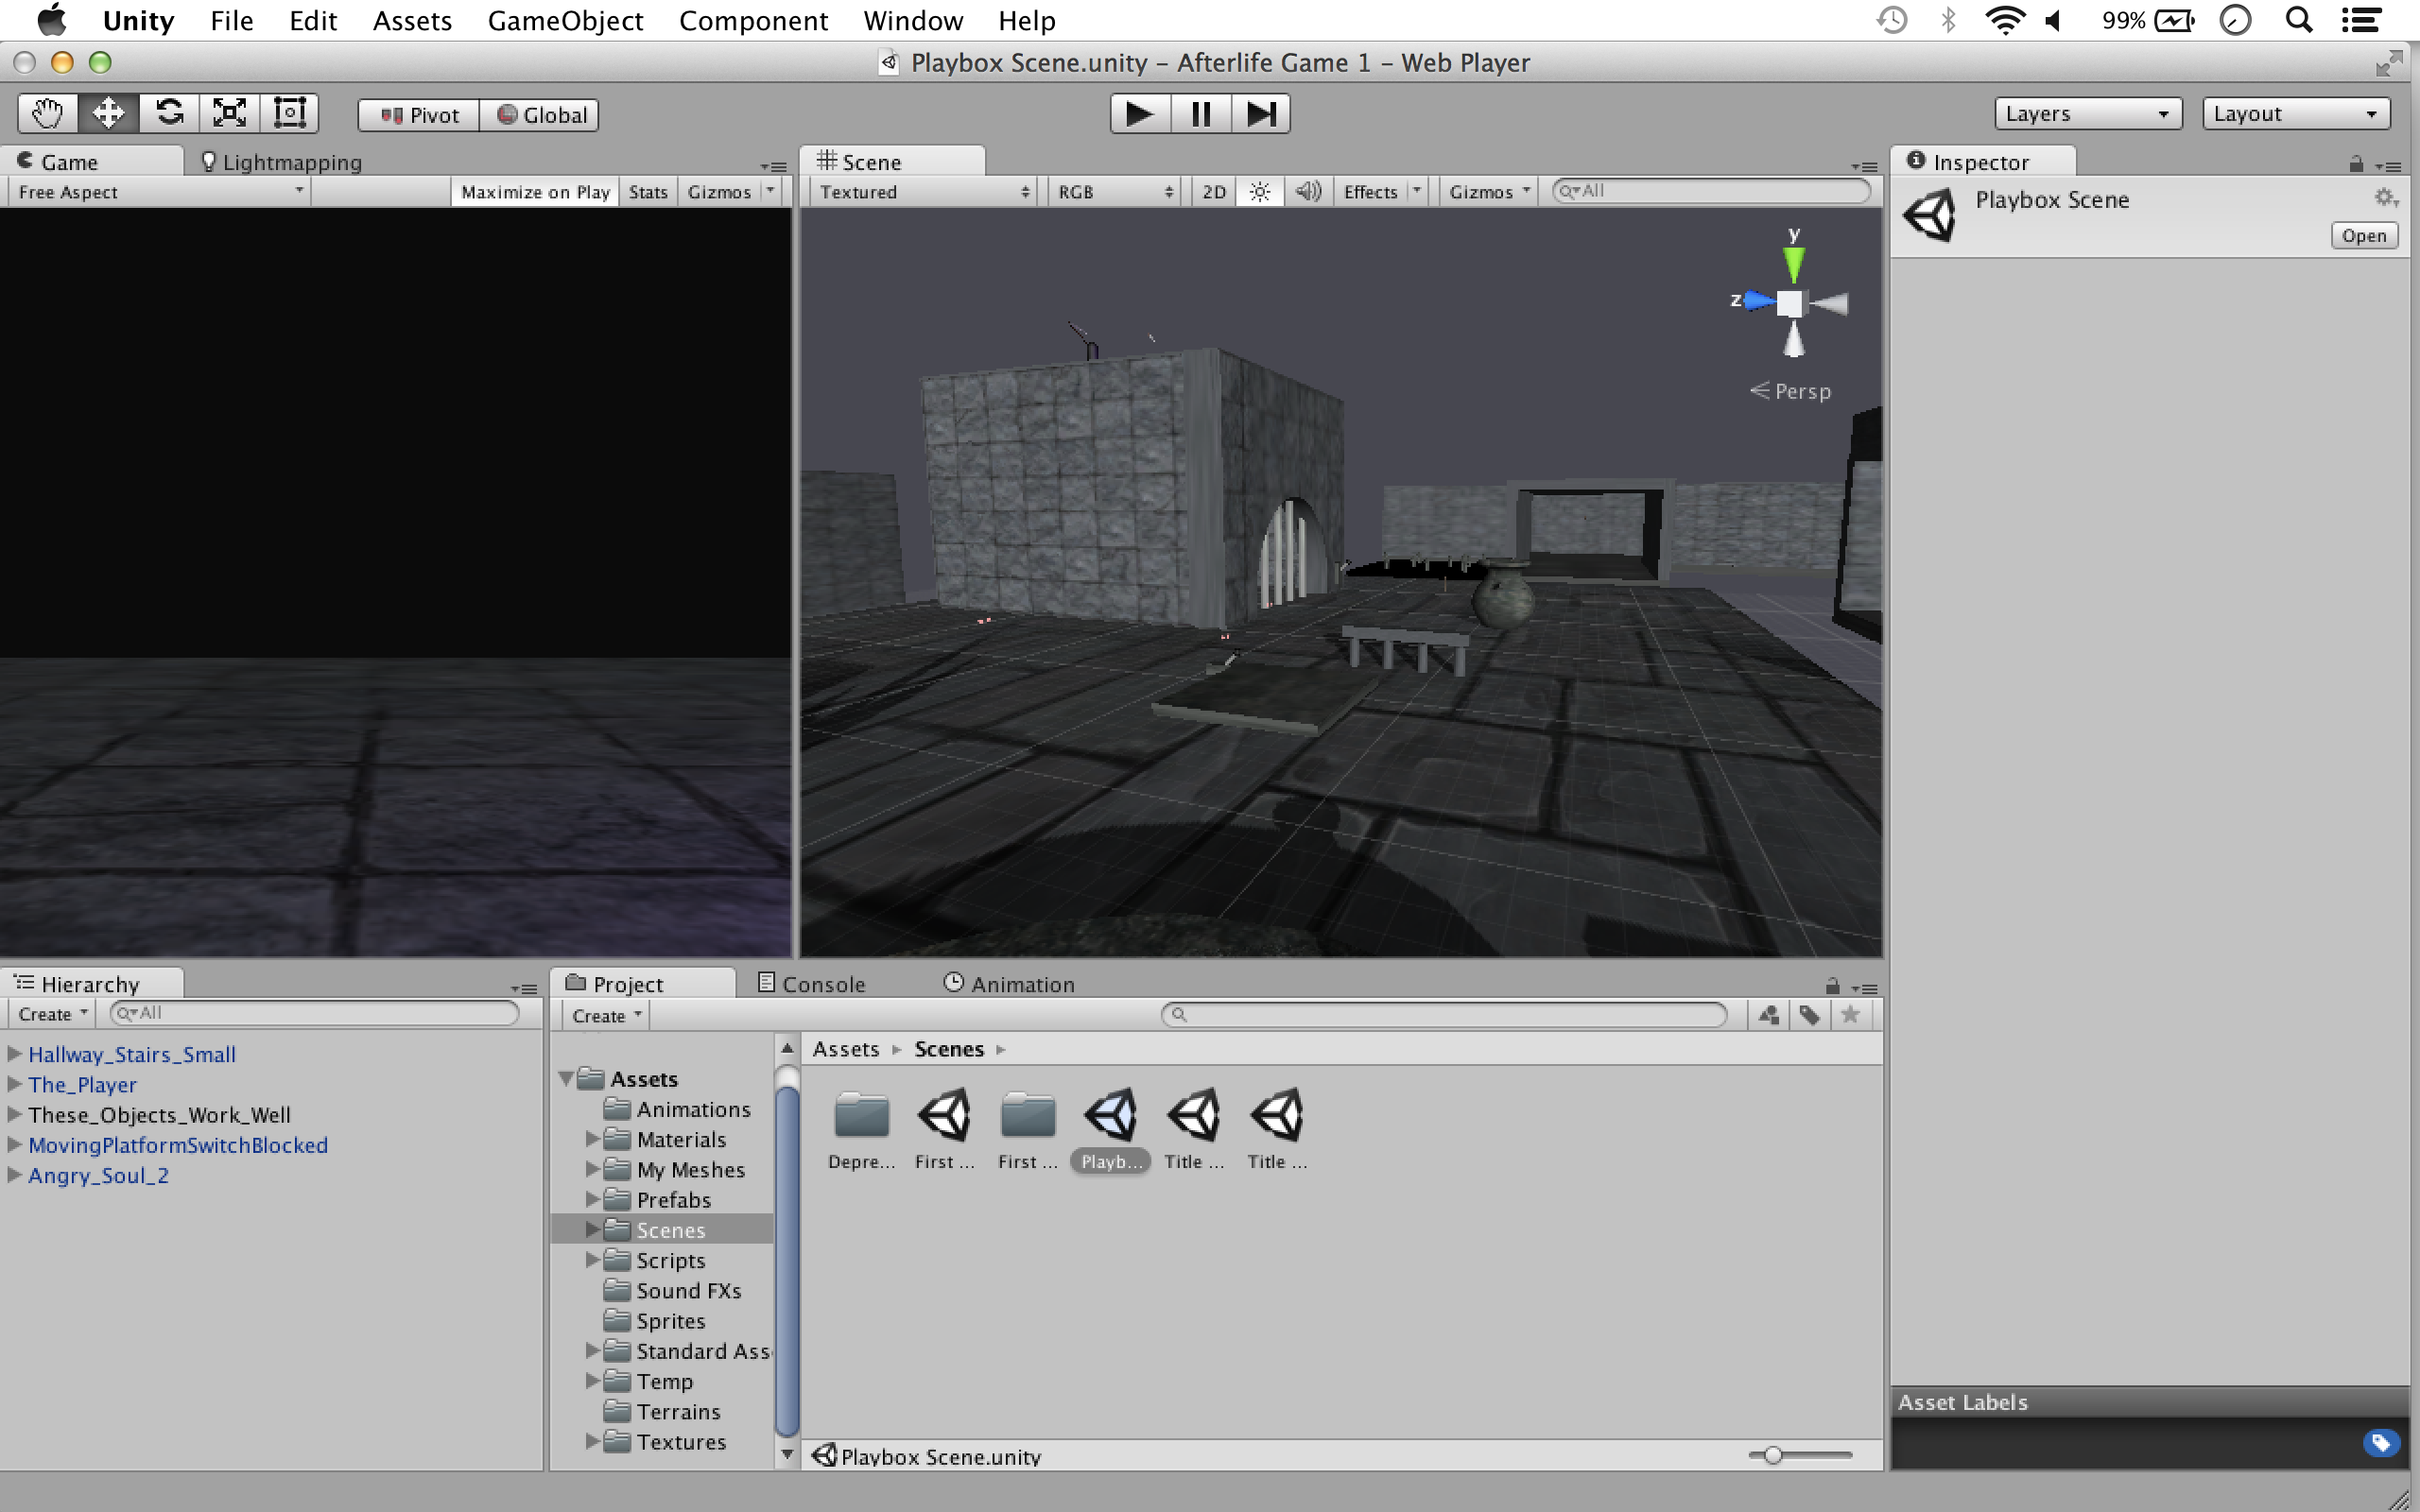 Unity File Edit Assets GameObject Component Window Help 99%
Playbox Scene.unity – Afterlife Game 1 – Web Player
Pivot Global Layers Layout
Game Lightmapping Scene Inspector
Free Aspect Maximize on Play Stats Gizmos Textured RGB 2D Effects Gizmos All
Playbox Scene
Open
y
z
Persp
Hierarchy Project Console Animation
Create All Create
Assets Scenes
Hallway_Stairs_Small
The_Player
These_Objects_Work_Well
MovingPlatformSwitchBlocked
Angry_Soul_2
Assets
Animations
Materials
My Meshes
Prefabs
Scenes
Scripts
Sound FXs
Sprites
Standard Ass
Temp
Terrains
Textures
Depre... First ... First ... Playb... Title ... Title ...
Playbox Scene.unity
Asset Labels